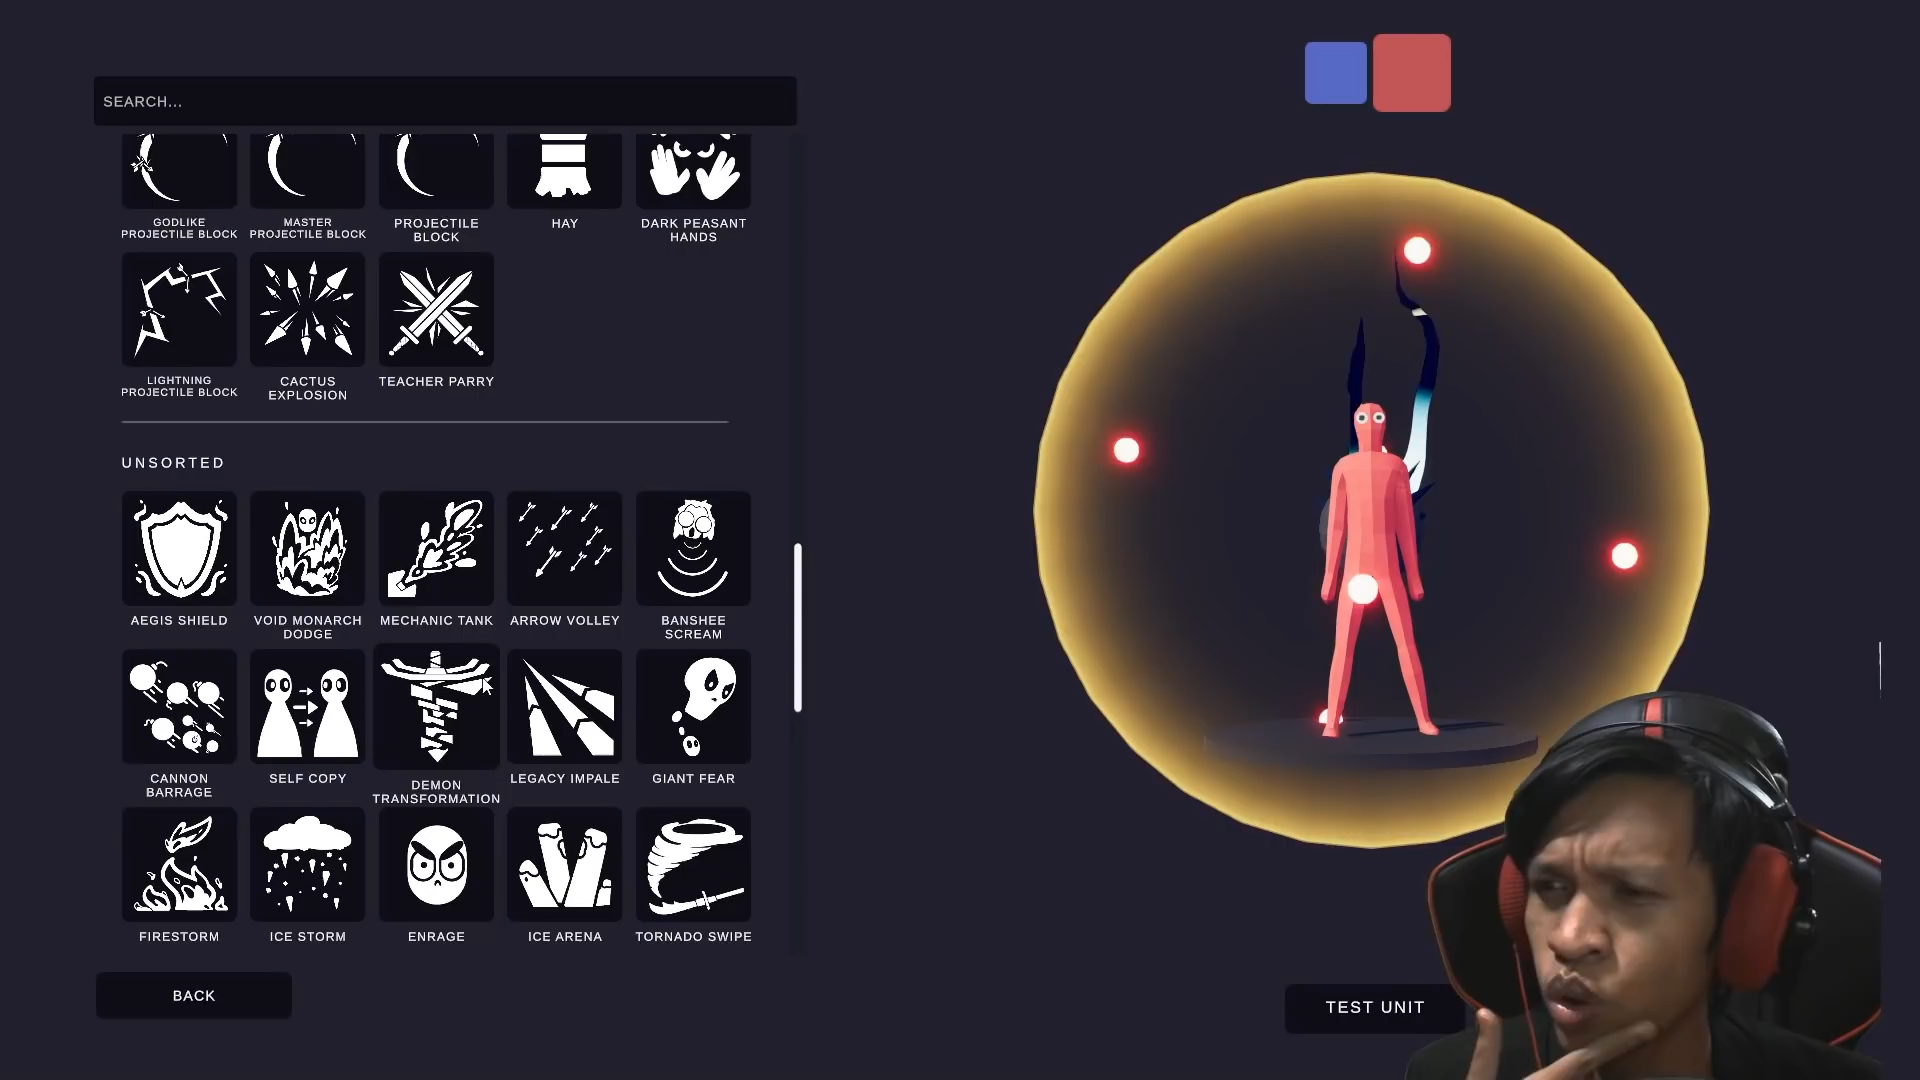 SEARCH...
GODLIKE
PROJECTILE BLOCK
MASTER
PROJECTILE BLOCK
PROJECTILE
BLOCK
HAY
DARK PEASANT
HANDS
LIGHTNING
PROJECTILE BLOCK
CACTUS
EXPLOSION
TEACHER PARRY
UNSORTED
AEGIS SHIELD
VOID MONARCH
DODGE
MECHANIC TANK
ARROW VOLLEY
BANSHEE
SCREAM
CANNON
BARRAGE
SELF COPY
DEMON
TRANSFORMATION
LEGACY IMPALE
GIANT FEAR
FIRESTORM
ICE STORM
ENRAGE
ICE ARENA
TORNADO SWIPE
BACK
TEST UNIT